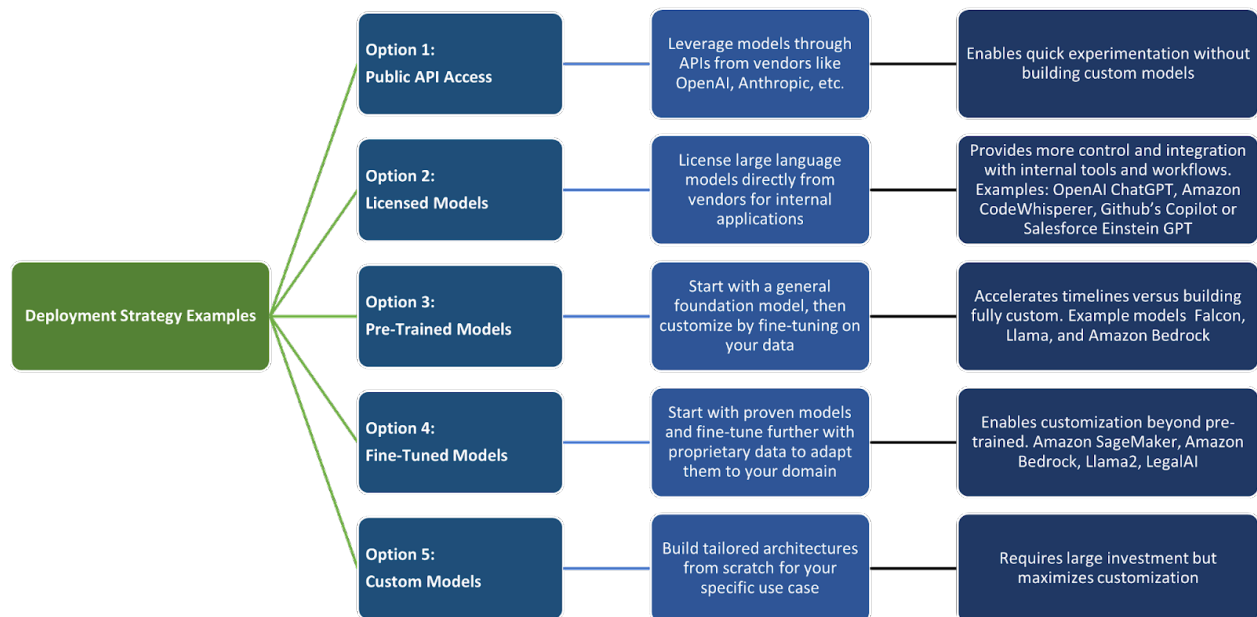 Option 1:
Public API Access
Leverage models through
APIs from vendors like
OpenAI, Anthropic, etc.
Enables quick experimentation without
building custom models
Option 2:
Licensed Models
License large language
models directly from
vendors for internal
applications
Provides more control and integration
with internal tools and workflows.
Examples: OpenAI ChatGPT, Amazon
CodeWhisperer, Github's Copilot or
Salesforce Einstein GPT
Deployment Strategy Examples
Option 3:
Pre-Trained Models
Start with a general
foundation model, then
customize by fine-tuning on
your data
Accelerates timelines versus building
fully custom. Example models  Falcon,
Llama, and Amazon Bedrock
Option 4:
Fine-Tuned Models
Start with proven models
and fine-tune further with
proprietary data to adapt
them to your domain
Enables customization beyond pre-
trained. Amazon SageMaker, Amazon
Bedrock, Llama2, LegalAI
Option 5:
Custom Models
Build tailored architectures
from scratch for your
specific use case
Requires large investment but
maximizes customization